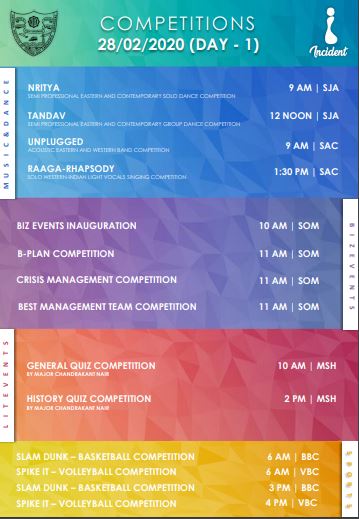 COMPETITIONS
28/02/2020 (DAY - 1)
Incident
MUSIC&DANCE
NRITYA 9 AM | SJA
SEMI PROFESSIONAL EASTERN AND CONTEMPORARY SOLO DANCE COMPETITION
TANDAV 12 NOON | SJA
SEMI PROFESSIONAL EASTERN AND CONTEMPORARY GROUP DANCE COMPETITON
UNPLUGGED 9 AM | SAC
ACOUSTIC EASTERN AND WESTERN BAND COMPETITION
RAAGA-RHAPSODY 1:30 PM | SAC
SOLO WESTERN-INDIAN LIGHT VOCALS SINGING COMPETITION
BIZEVENTS
BIZ EVENTS INAUGURATION 10 AM | SOM
B-PLAN COMPETITION 11 AM | SOM
CRISIS MANAGEMENT COMPETITION 11 AM | SOM
BEST MANAGEMENT TEAM COMPETITION 11 AM | SOM
LITEVENTS
GENERAL QUIZ COMPETITION 10 AM | MSH
BY MAJOR CHANDRAKANT NAIR
HISTORY QUIZ COMPETITION 2 PM | MSH
BY MAJOR CHANDRAKANT NAIR
SPORTS
SLAM DUNK – BASKETBALL COMPETITION 6 AM | BBC
SPIKE IT – VOLLEYBALL COMPETITION 6 AM | VBC
SLAM DUNK – BASKETBALL COMPETITION 3 PM | BBC
SPIKE IT – VOLLEYBALL COMPETITION 4 PM | VBC